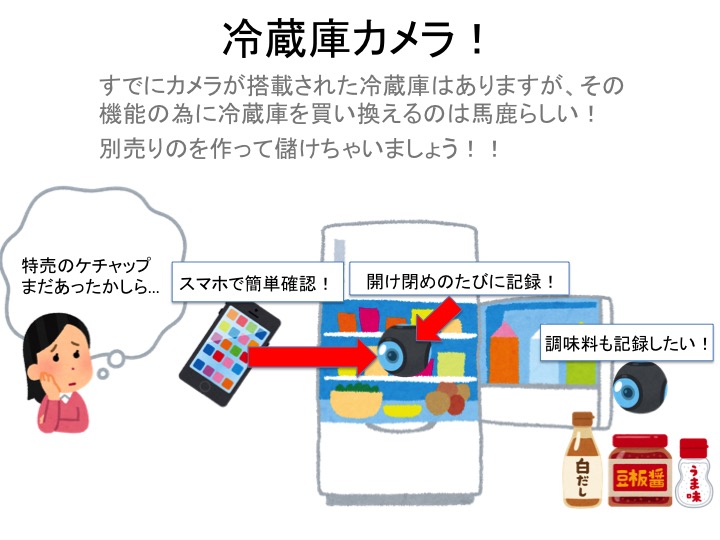 冷蔵庫カメラ！
すでにカメラが搭載された冷蔵庫はありますが、その
機能の為に冷蔵庫を買い換えるのは馬鹿らしい！
別売りのを作って儲けちゃいましょう！！
特売のケチャップ
まだあったかしら...
スマホで簡単確認！
開け閉めのたびに記録！
調味料も記録したい！
白だし
豆板醤
うま味